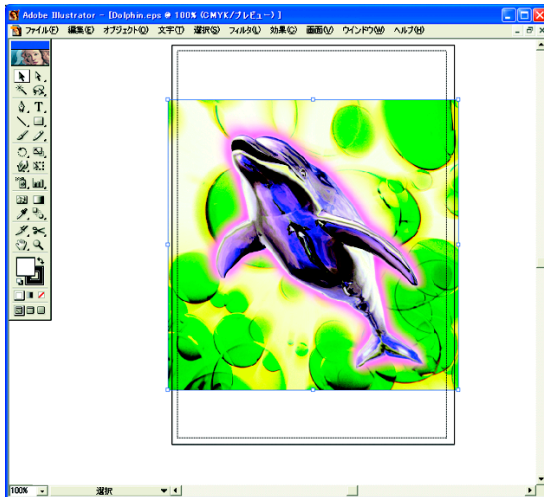 Adobe Illustrator - [Dolphin.eps @ 100% (CMYK/プレビュー) ]
ファイル(F) 編集(E) オブジェクト(O) 文字(T) 選択(S) フィルタ(L) 効果(C) 画面(V) ウインドウ(W) ヘルプ(H)
100% 選択